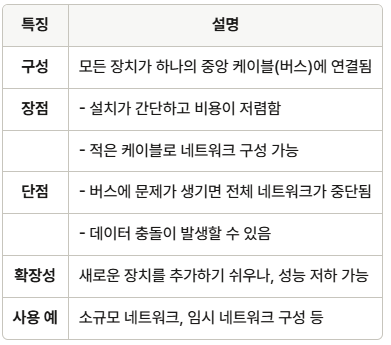 특징 설명
구성 모든 장치가 하나의 중앙 케이블(버스)에 연결됨
장점 - 설치가 간단하고 비용이 저렴함
- 적은 케이블로 네트워크 구성 가능
단점 - 버스에 문제가 생기면 전체 네트워크가 중단됨
- 데이터 충돌이 발생할 수 있음
확장성 새로운 장치를 추가하기 쉬우나, 성능 저하 가능
사용 예 소규모 네트워크, 임시 네트워크 구성 등